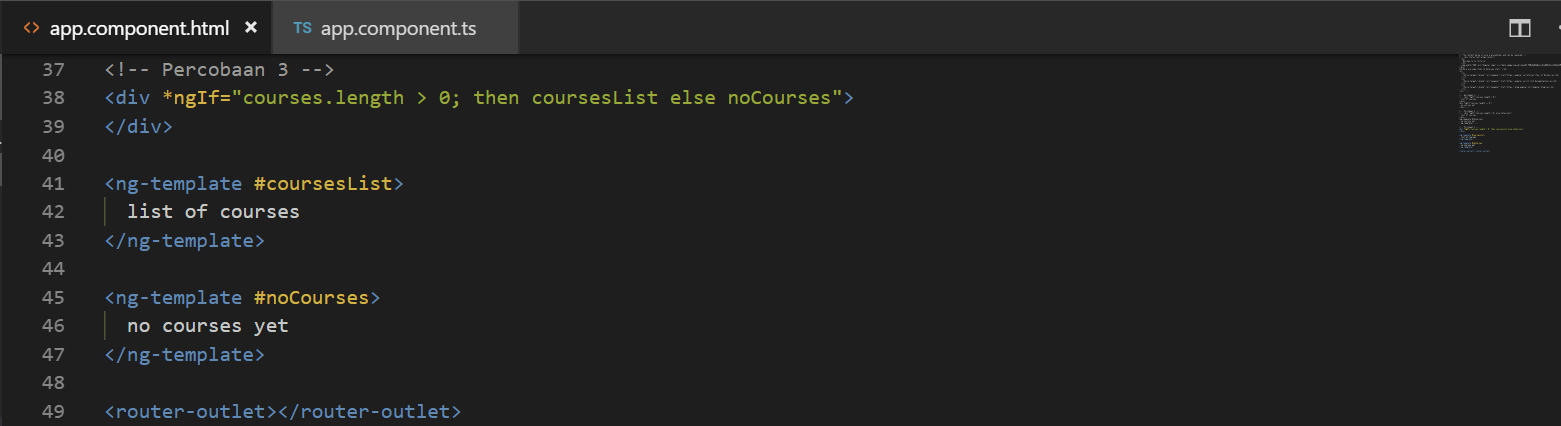 <> app.component.html ×
TS app.component.ts
37 <!-- Percobaan 3 -->
38 <div *ngIf="courses.length > 0; then coursesList else noCourses">
39 </div>
40
41 <ng-template #coursesList>
42 list of courses
43 </ng-template>
44
45 <ng-template #noCourses>
46 no courses yet
47 </ng-template>
48
49 <router-outlet></router-outlet>